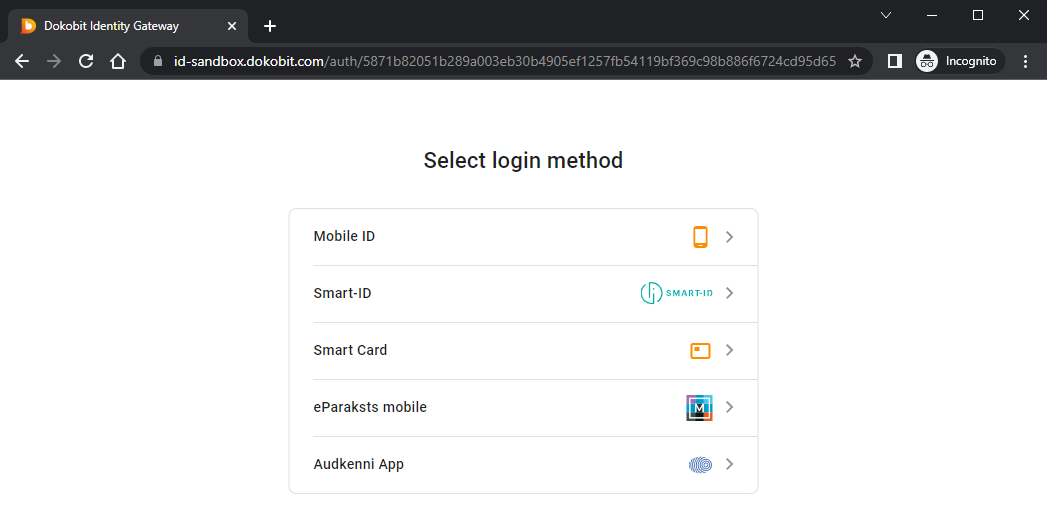 Dokobit Identity Gateway
id-sandbox.dokobit.com/auth/5871b82051b289a003eb30b4905ef1257fb54119bf369c98b886f6724cd95d65
Incognito
Select login method
Mobile ID
Smart-ID
SMART-ID
Smart Card
eParaksts mobile
M
Audkenni App